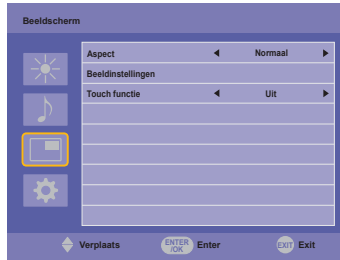 Beeldscherm
Aspect Normaal
Beeldinstellingen
Touch functie Uit
Verplaats ENTER /OK Enter EXIT Exit